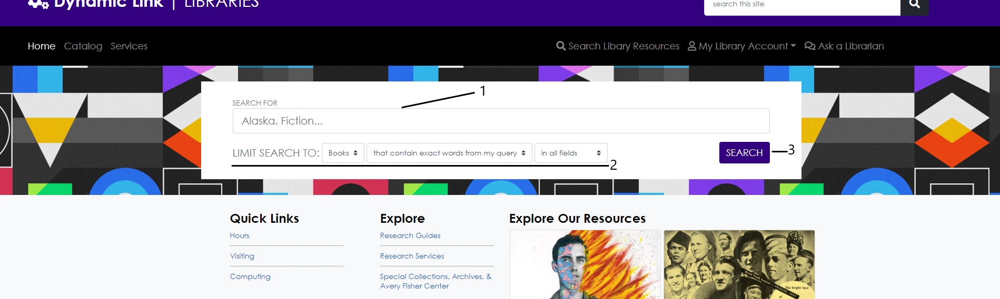 Dynamic Link | LIBRARIES
search this site
Home Catalog Services
Search Libary Resources My Library Account Ask a Librarian
1
SEARCH FOR
Alaska, Fiction...
LIMIT SEARCH TO: Books that contain exact words from my query in all fields
SEARCH 3
2
Quick Links
Hours
Visiting
Computing
Explore
Research Guides
Research Services
Special Collections, Archives, &
Avery Fisher Center
Explore Our Resources
World Youth Festival — PRAGUE, 1947
The bright face
of